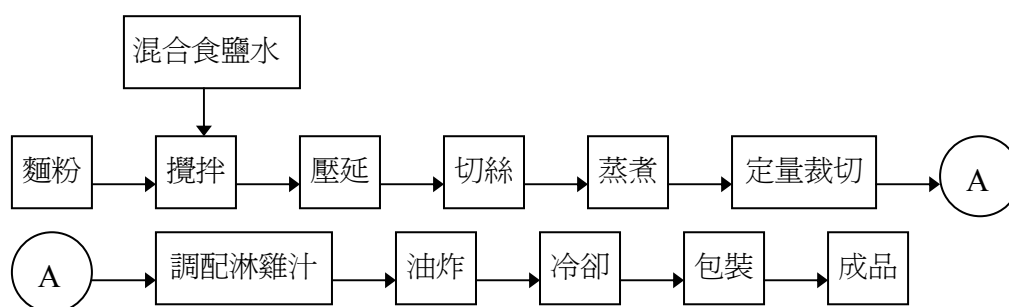 混合食鹽水
麵粉 攪拌 壓延 切絲 蒸煮 定量裁切 A
A 調配淋雞汁 油炸 冷卻 包裝 成品